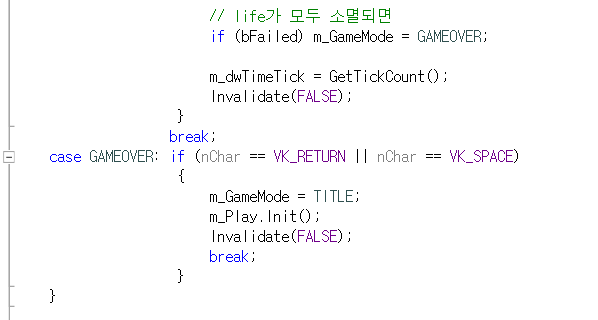 // life가 모두 소멸되면
if (bFailed) m_GameMode = GAMEOVER;
m_dwTimeTick = GetTickCount();
Invalidate(FALSE);
}
break;
case GAMEOVER: if (nChar == VK_RETURN || nChar == VK_SPACE)
{
m_GameMode = TITLE;
m_Play.Init();
Invalidate(FALSE);
break;
}
}